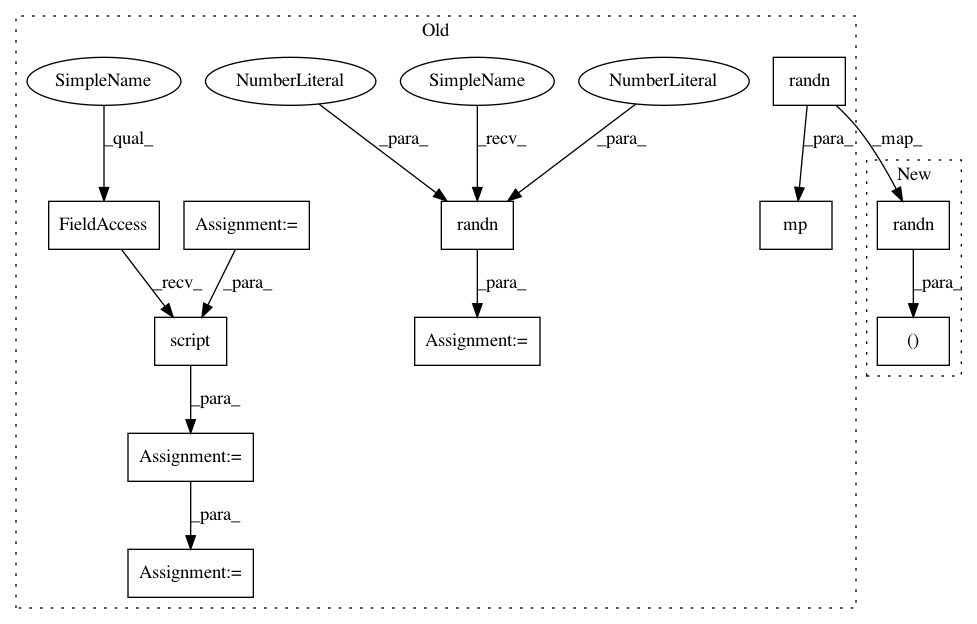 Old
SimpleName
NumberLiteral
SimpleName
NumberLiteral
randn
_qual_
_para_
_recv_
_para_
_para_
_map_
New
FieldAccess
Assignment:=
randn
mp
randn
_recv_
_para_
_para_
_para_
script
Assignment:=
()
_para_
Assignment:=
_para_
Assignment:=